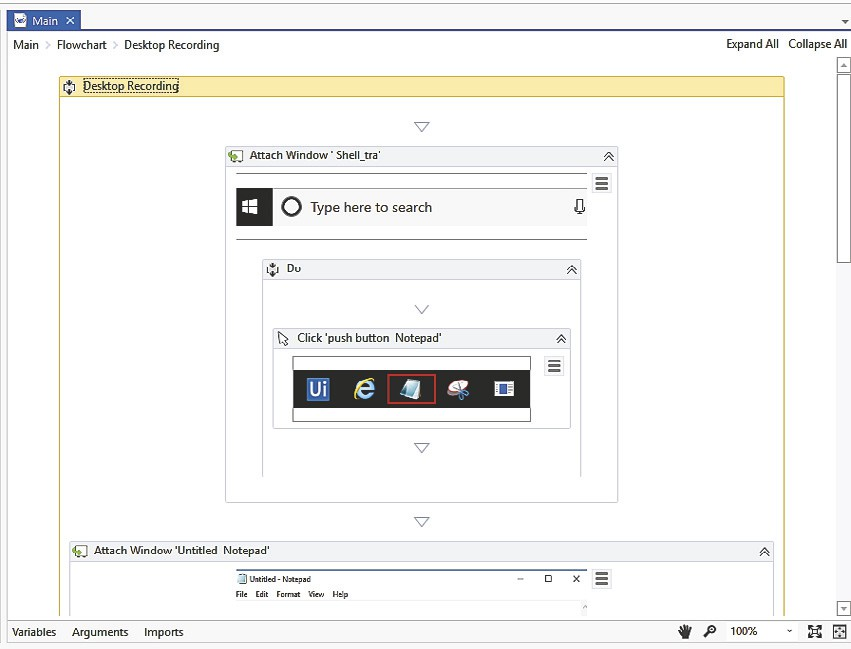 Main
Main > Flowchart > Desktop Recording Expand All Collapse All
Desktop Recording
Attach Window ' Shell_tra'
Type here to search
Do
Click 'push button Notepad'
Ui
Attach Window 'Untitled Notepad'
Untitled - Notepad
File Edit Format View Help
Variables Arguments Imports 100%